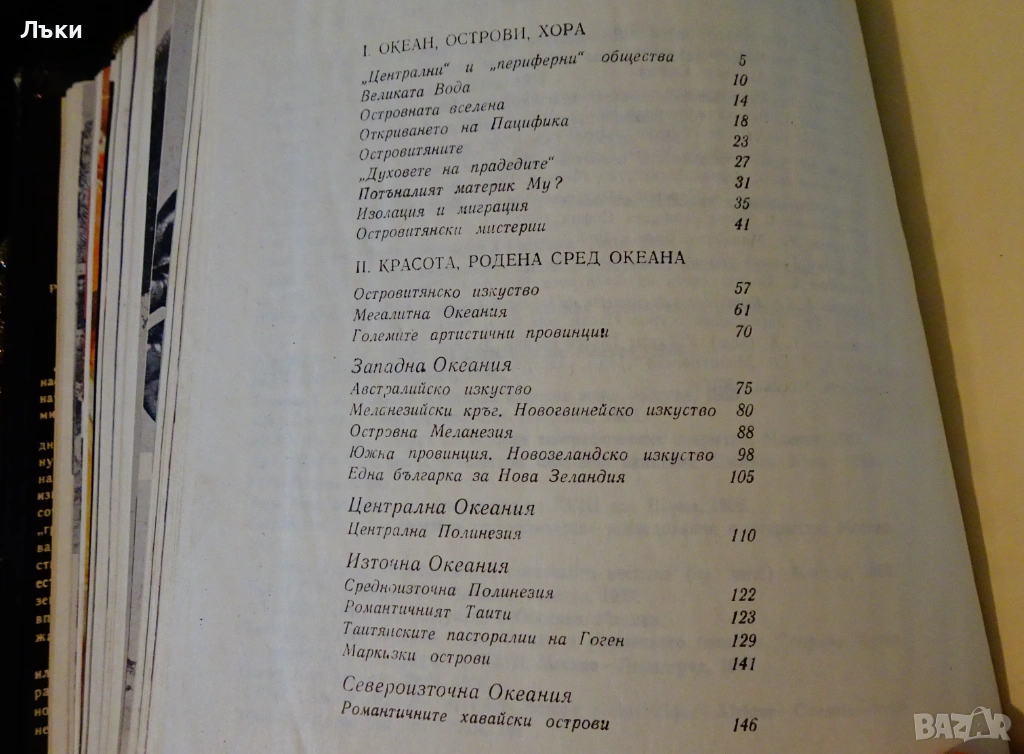 Лъки
I. ОКЕАН, ОСТРОВИ, ХОРА
„Централни“ и „периферни“ общества 5
Великата Вода 10
Островната вселена 14
Откриването на Пацифика 18
Островитяните 23
„Духовете на прадедите“ 27
Потъналият материк Му? 31
Изолация и миграция 35
Островитянски мистерии 41
II. КРАСОТА, РОДЕНА СРЕД ОКЕАНА
Островитянско изкуство 57
Мегалитна Океания 61
Големите артистични провинции 70
Западна Океания
Австралийско изкуство 75
Меланезийски кръг. Новогвинейско изкуство 80
Островна Меланезия 88
Южна провинция. Новозеландско изкуство 98
Една българка за Нова Зеландия 105
Централна Океания
Централна Полинезия 110
Източна Океания
Средноизточна Полинезия 122
Романтичният Таити 123
Таитянските пасторалии на Гоген 129
Маркизки острови 141
Североизточна Океания
Романтичните хавайски острови 146
BAZAR